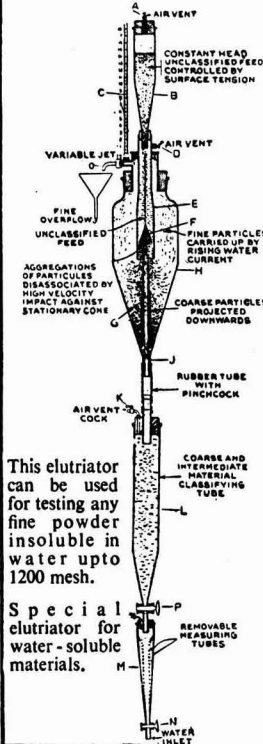 A
AIR VENT
CONSTANT HEAD
UNCLASSIFIED FEED
CONTROLLED BY
SURFACE TENSION
C
B
AIR VENT
D
VARIABLE JET
O
E
FINE
OVERFLOW
F
UNCLASSIFIED
FEED
FINE PARTICLES
CARRIED UP BY
RISING WATER
CURRENT
H
AGGREGATIONS
OF PARTICULES
DISASSOCIATED BY
HIGH VELOCITY
IMPACT AGAINST
STATIONARY CONE
G
COARSE PARTICLES
PROJECTED
DOWNWARDS
J
RUBBER TUBE
WITH
PINCHCOCK
K
AIR VENT
COCK
COARSE AND
INTERMEDIATE
MATERIAL
CLASSIFYING
TUBE
L
This elutriator
can be used
for testing any
fine powder
insoluble in
water upto
1200 mesh.
Special
elutriator for
water - soluble
materials.
P
REMOVABLE
MEASURING
TUBES
M
N
WATER
INLET